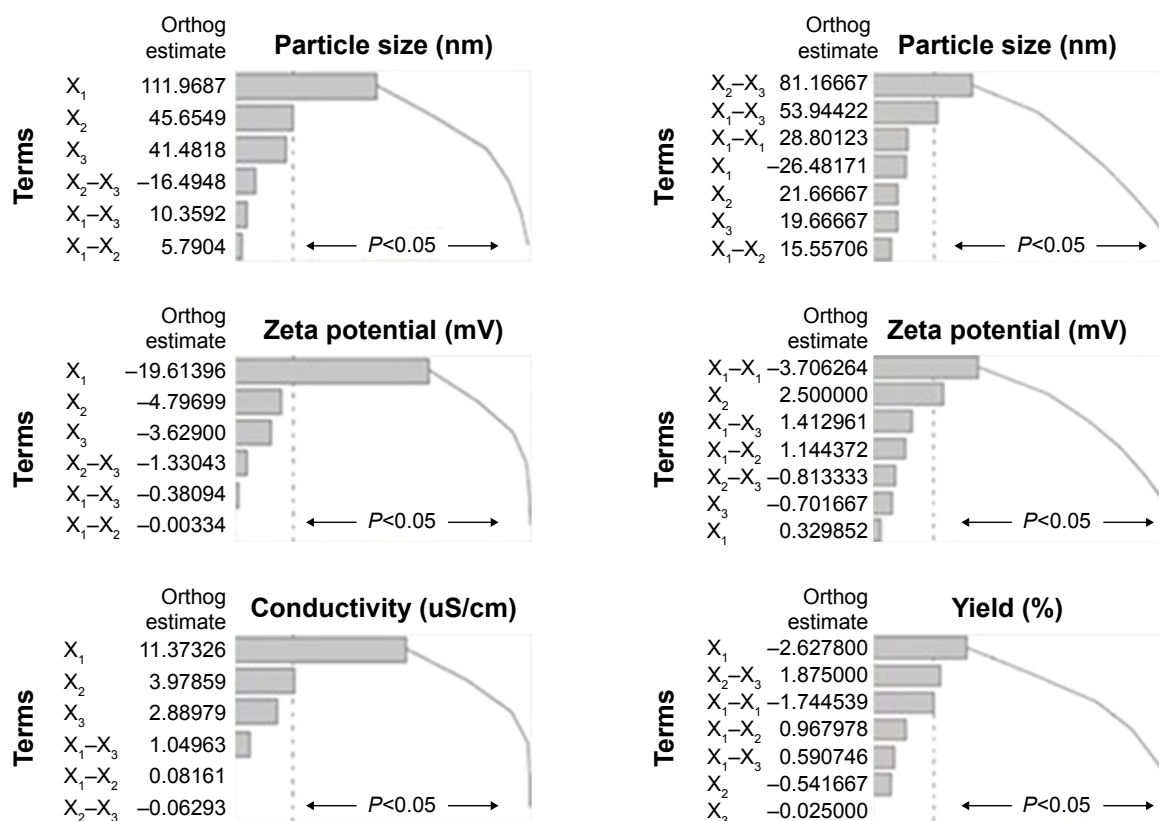 Orthog
estimate
Particle size (nm)
Terms
X₁ 111.9687
X₂ 45.6549
X₃ 41.4818
X₂–X₃ –16.4948
X₁–X₃ 10.3592
X₁–X₂ 5.7904
P<0.05
Orthog
estimate
Particle size (nm)
Terms
X₂–X₃ 81.16667
X₁–X₃ 53.94422
X₁–X₁ 28.80123
X₁ –26.48171
X₂ 21.66667
X₃ 19.66667
X₁–X₂ 15.55706
P<0.05
Orthog
estimate
Zeta potential (mV)
Terms
X₁ –19.61396
X₂ –4.79699
X₃ –3.62900
X₂–X₃ –1.33043
X₁–X₃ –0.38094
X₁–X₂ –0.00334
P<0.05
Orthog
estimate
Zeta potential (mV)
Terms
X₁–X₁ –3.706264
X₂ 2.500000
X₁–X₃ 1.412961
X₁–X₂ 1.144372
X₂–X₃ –0.813333
X₃ –0.701667
X₁ 0.329852
P<0.05
Orthog
estimate
Conductivity (uS/cm)
Terms
X₁ 11.37326
X₂ 3.97859
X₃ 2.88979
X₁–X₃ 1.04963
X₁–X₂ 0.08161
X₂–X₃ –0.06293
P<0.05
Orthog
estimate
Yield (%)
Terms
X₁ –2.627800
X₂–X₃ 1.875000
X₁–X₁ –1.744539
X₁–X₂ 0.967978
X₁–X₃ 0.590746
X₂ –0.541667
X₃ –0.025000
P<0.05